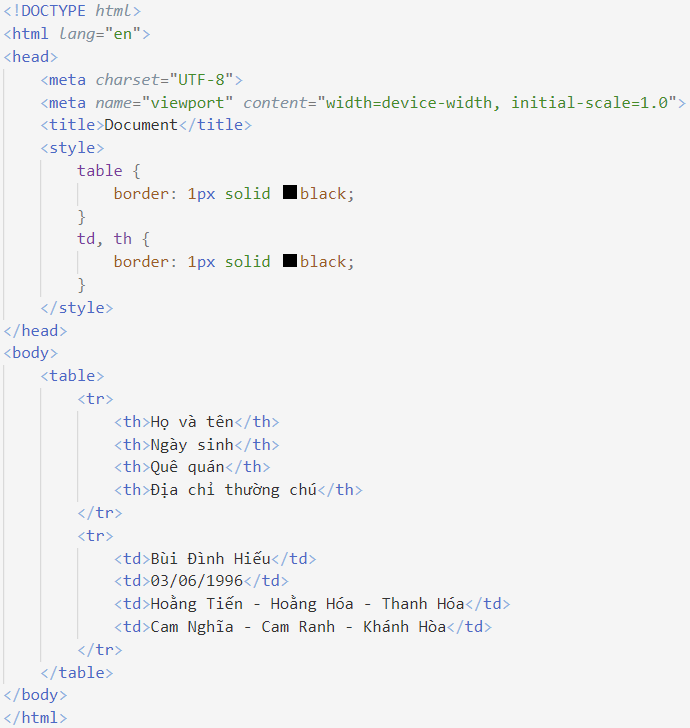 <!DOCTYPE html>
<html lang="en">
<head>
    <meta charset="UTF-8">
    <meta name="viewport" content="width=device-width, initial-scale=1.0">
    <title>Document</title>
    <style>
        table {
            border: 1px solid black;
        }
        td, th {
            border: 1px solid black;
        }
    </style>
</head>
<body>
    <table>
        <tr>
            <th>Họ và tên</th>
            <th>Ngày sinh</th>
            <th>Quê quán</th>
            <th>Địa chỉ thường chú</th>
        </tr>
        <tr>
            <td>Bùi Đình Hiếu</td>
            <td>03/06/1996</td>
            <td>Hoằng Tiến - Hoằng Hóa - Thanh Hóa</td>
            <td>Cam Nghĩa - Cam Ranh - Khánh Hòa</td>
        </tr>
    </table>
</body>
</html>